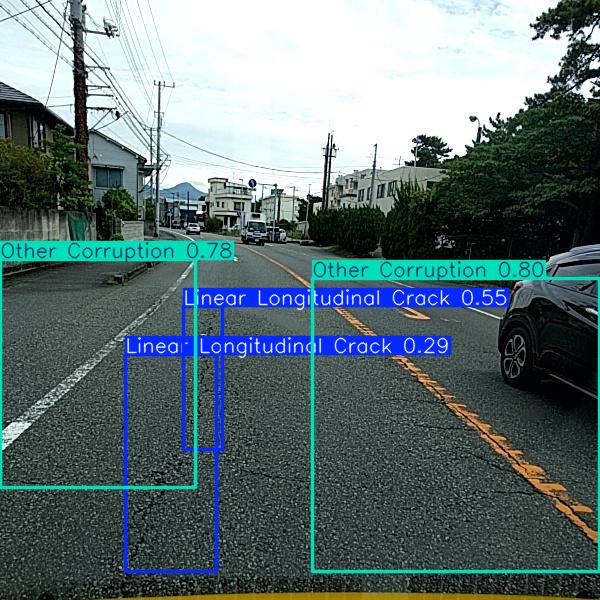 Other Corruption 0.78
Other Corruption 0.80
Linear Longitudinal Crack 0.55
Linear Longitudinal Crack 0.29